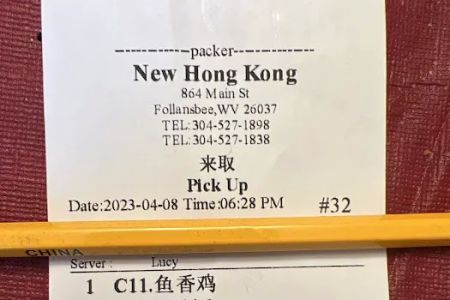 ---------------packer---------------
New Hong Kong
864 Main St
Follansbee,WV 26037
TEL:304-527-1898
TEL:304-527-1838
来取
Pick Up
Date:2023-04-08 Time:06:28 PM #32
CHINA
Server: Lucy
1 C11.鱼香鸡